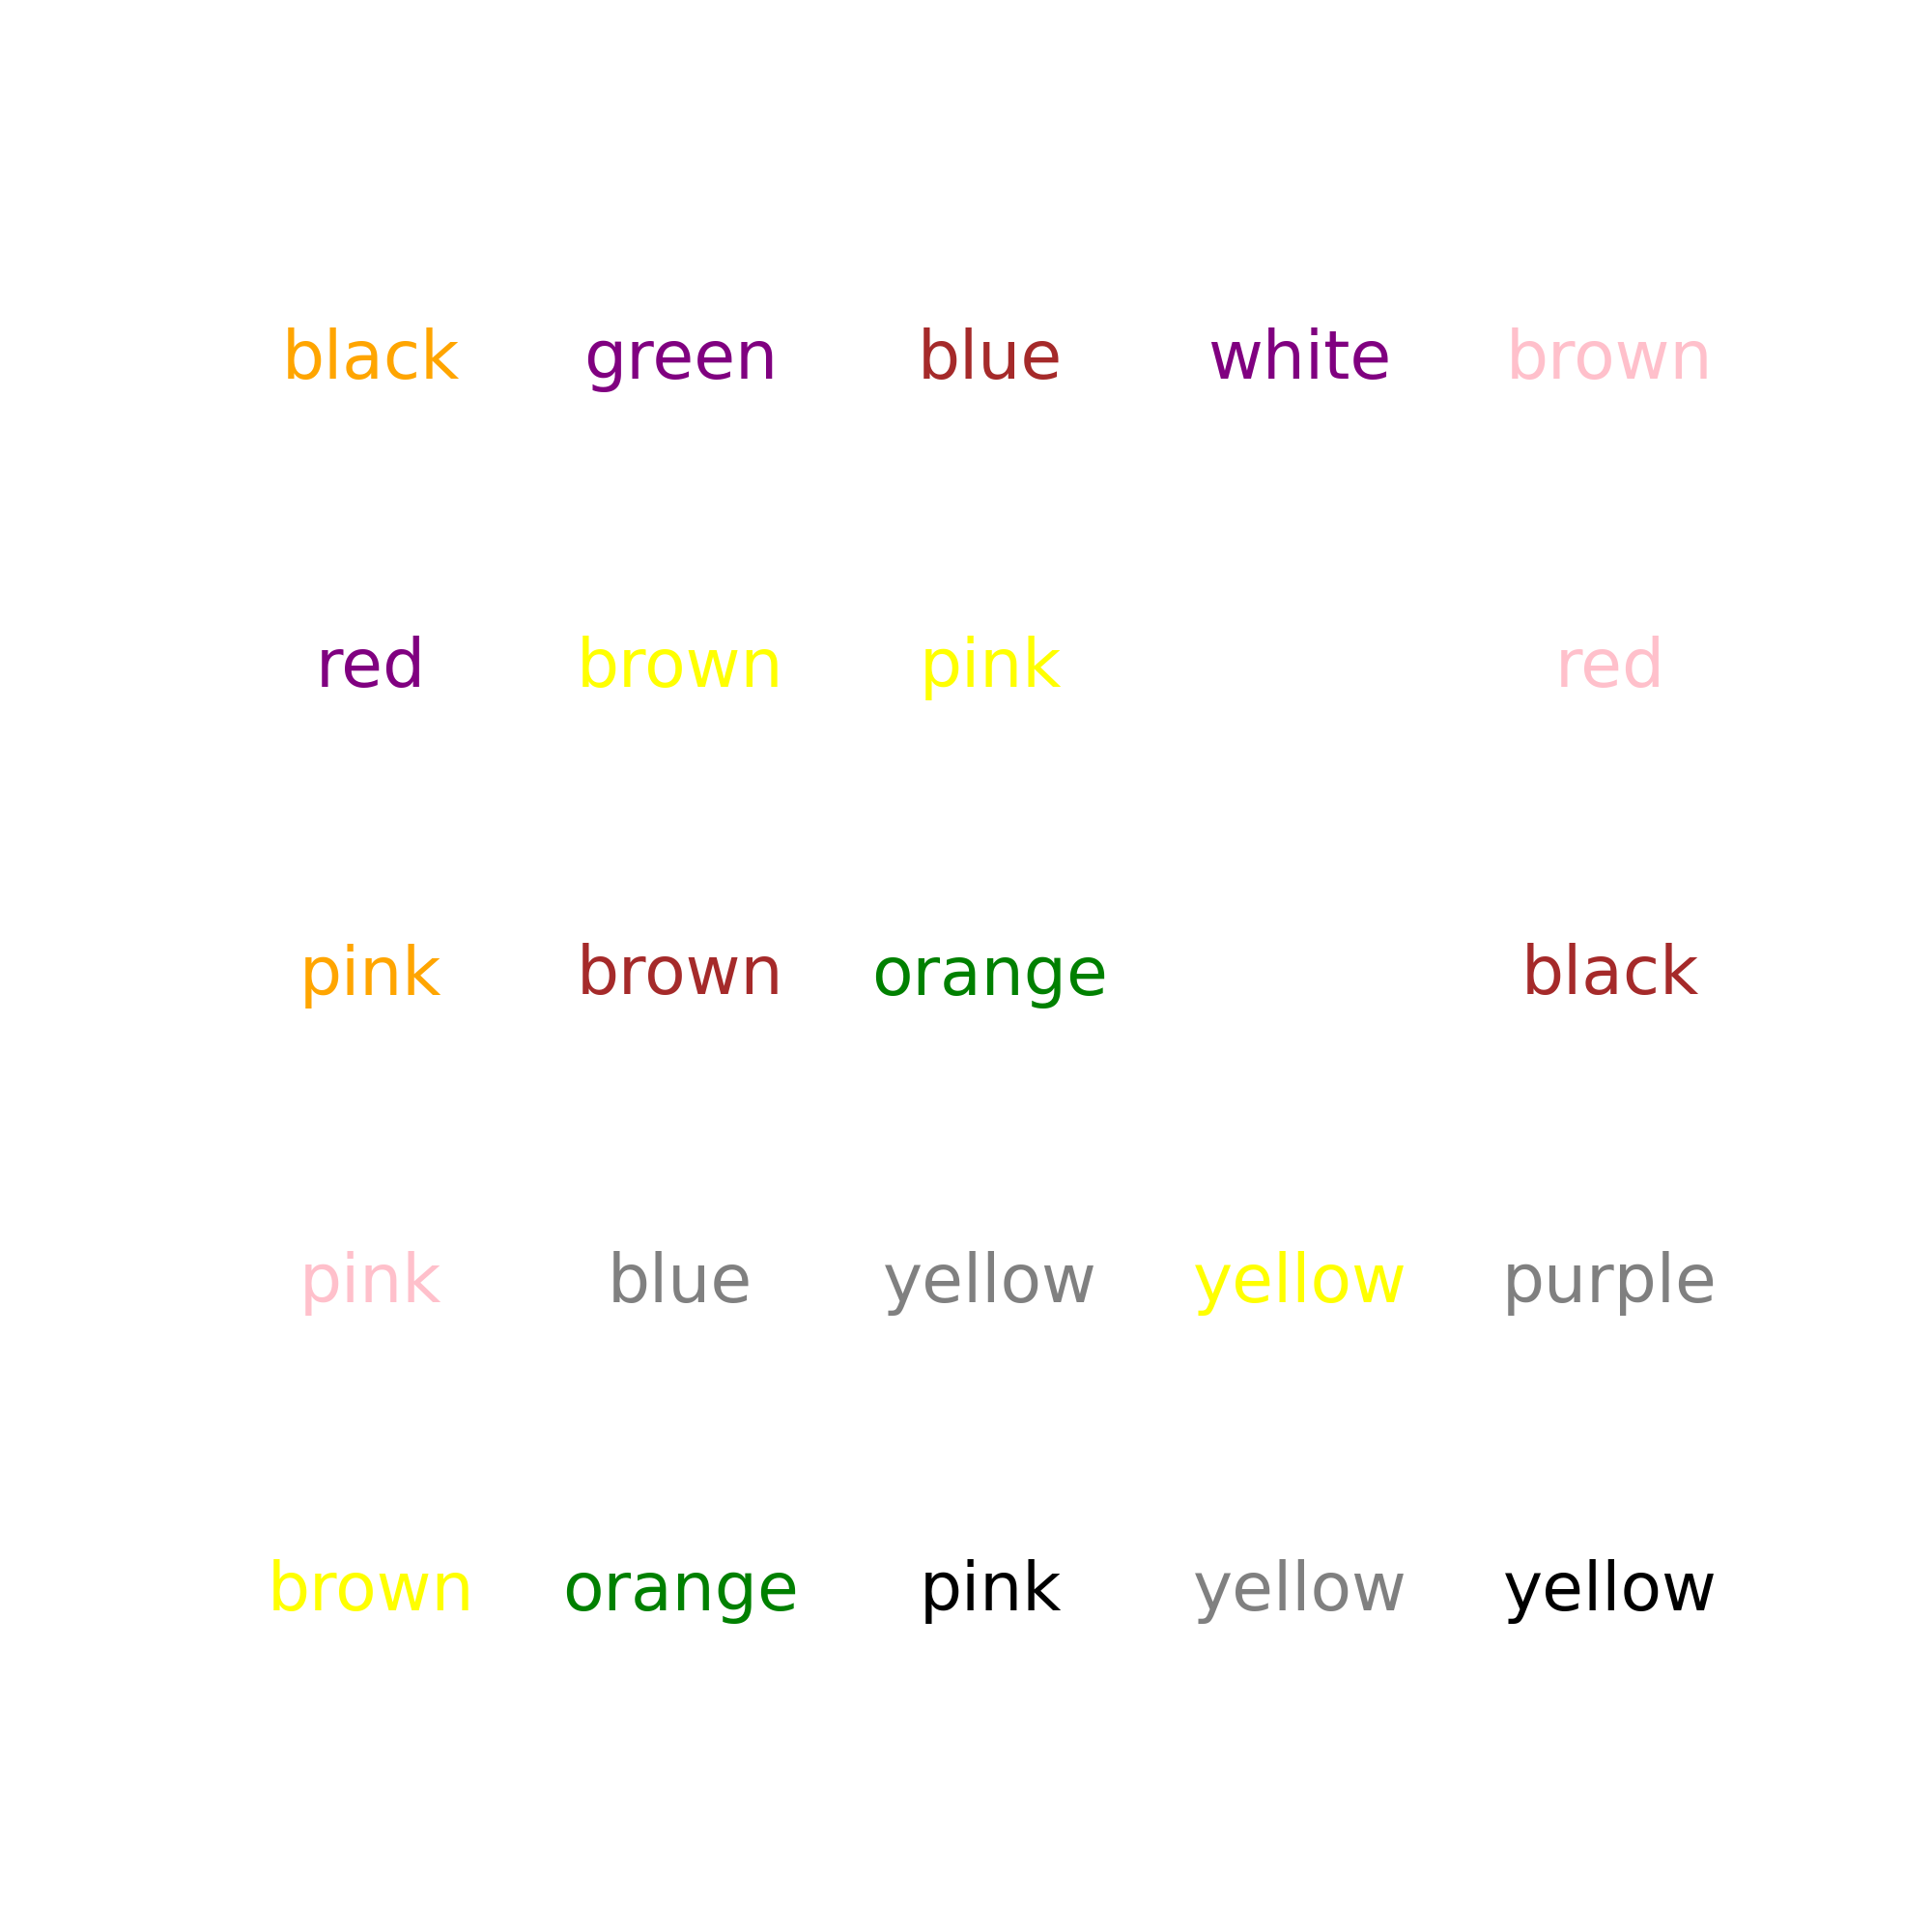 black green blue white brown
red brown pink red
pink brown orange black
pink blue yellow yellow purple
brown orange pink yellow yellow